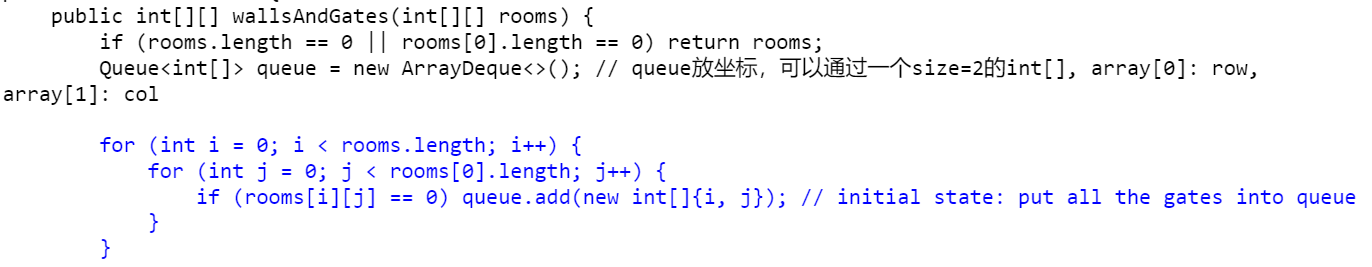 public int[][] wallsAndGates(int[][] rooms) {
if (rooms.length == 0 || rooms[0].length == 0) return rooms;
Queue<int[]> queue = new ArrayDeque<>(); // queue放坐标，可以通过一个size=2的int[], array[0]: row,
array[1]: col
for (int i = 0; i < rooms.length; i++) {
for (int j = 0; j < rooms[0].length; j++) {
if (rooms[i][j] == 0) queue.add(new int[]{i, j}); // initial state: put all the gates into queue
}
}